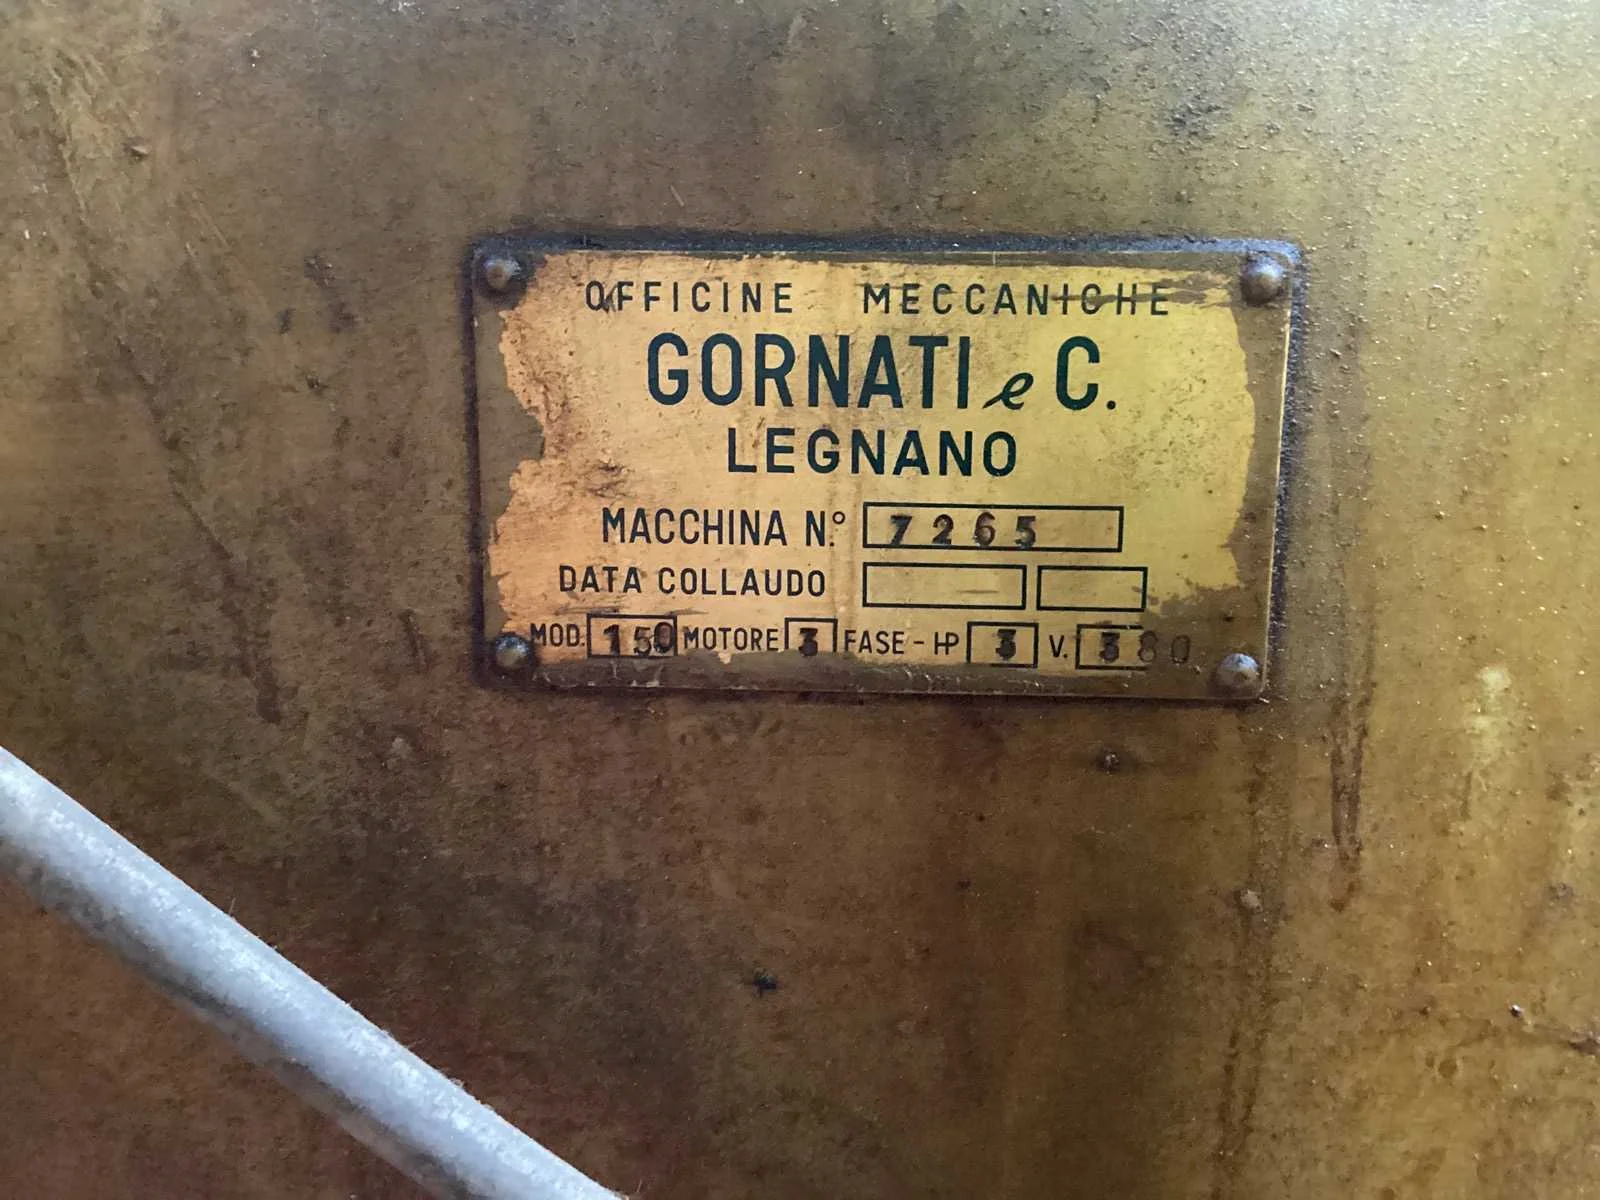 OFFICINE MECCANICHE
GORNATI e C.
LEGNANO
MACCHINA N.° 7265
DATA COLLAUDO
MOD. 150 MOTORE 3 FASE - HP 3 V. 380